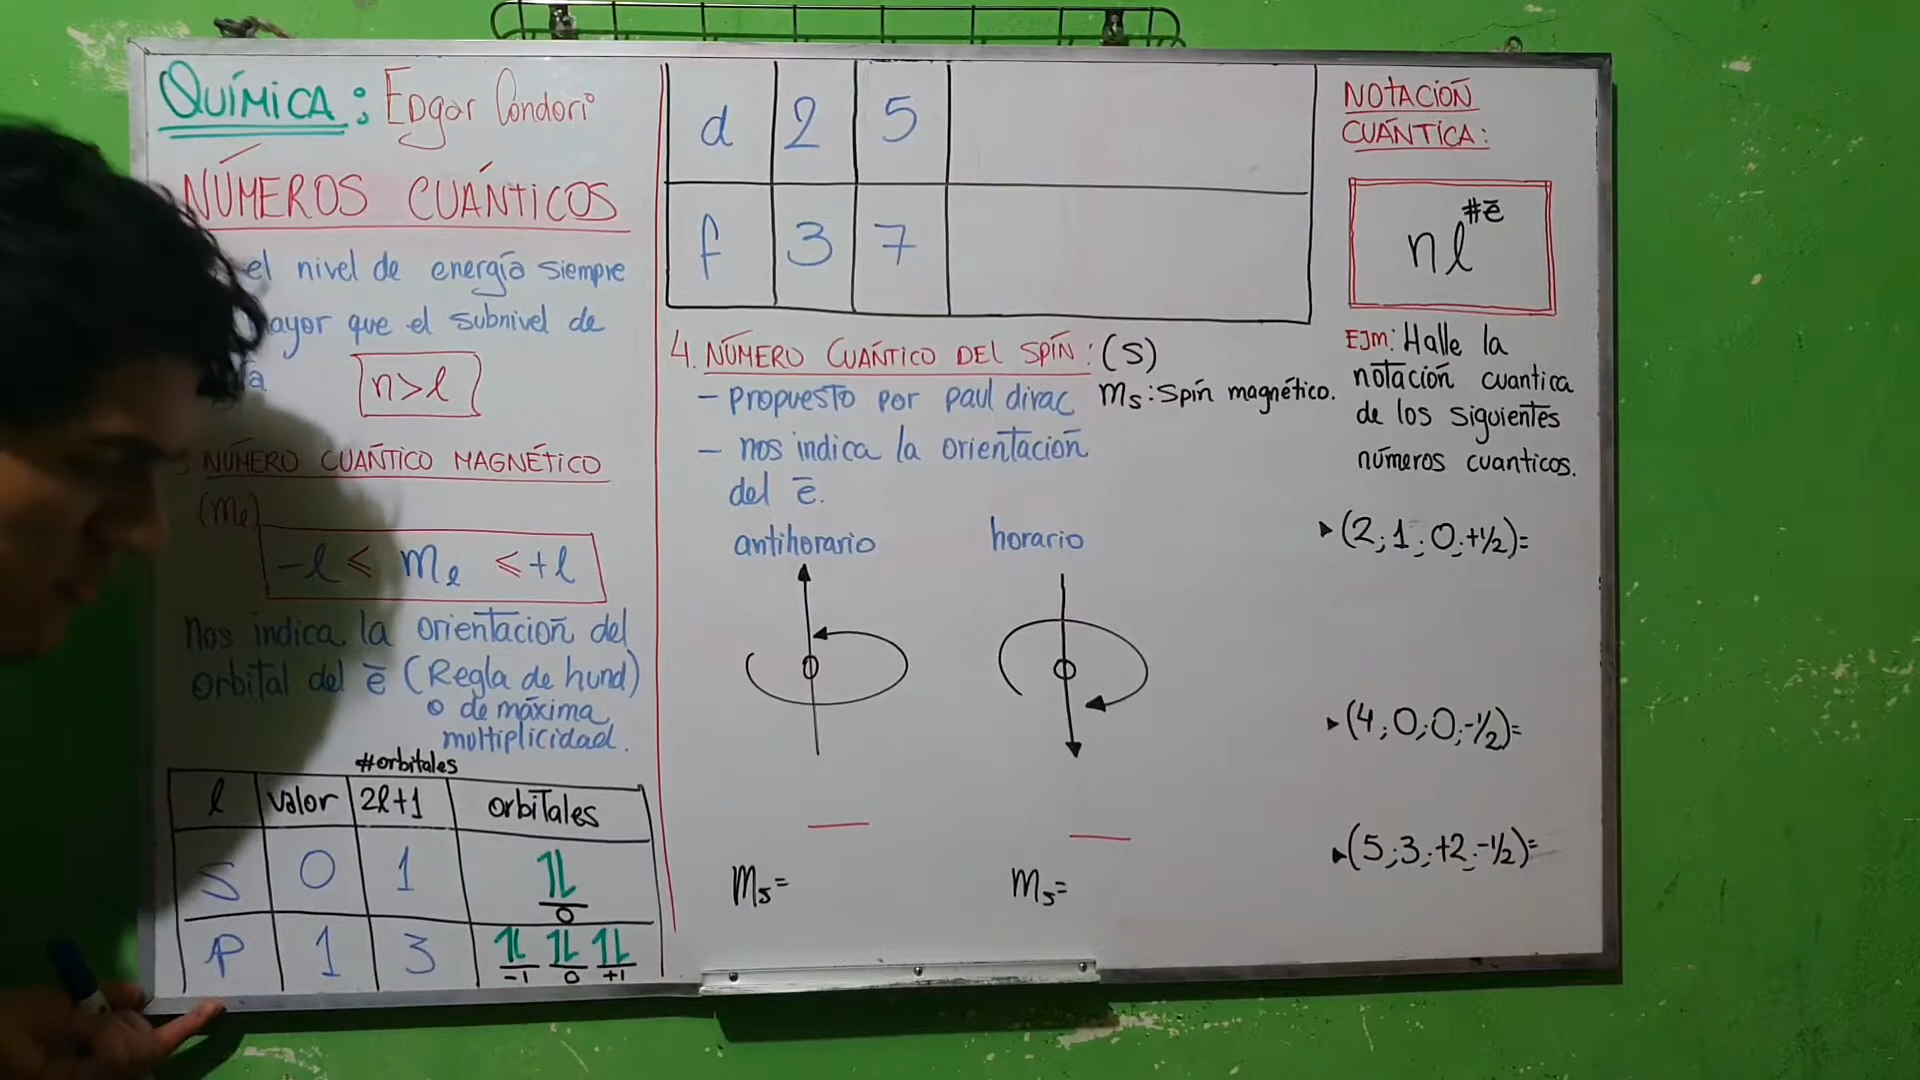 QUÍMICA: Edgar Condori
NÚMEROS CUÁNTICOS
el nivel de energía siempre
mayor que el subnivel de
n>l
NÚMERO CUÁNTICO MAGNÉTICO
(ml)
-l ≤ ml ≤ +l
Nos indica la orientación del
orbital del ē (Regla de hund)
o de máxima
multiplicidad.
#orbitales
l valor 2l+1 orbitales
S 0 1 ↿⇂
0
P 1 3 ↿⇂ ↿⇂ ↿⇂
-1 0 +1
d 2 5
f 3 7
4. NÚMERO CUÁNTICO DEL SPÍN: (S)
- propuesto por paul dirac
ms: Spín magnético.
- nos indica la orientación
del ē.
antihorario horario
ms= ms=
NOTACIÓN
CUÁNTICA:
nl#ē
EJM: Halle la
notación cuantica
de los siguientes
números cuanticos.
(2; 1; 0; +1/2)=
(4; 0; 0; -1/2)=
(5; 3; +2; -1/2)=